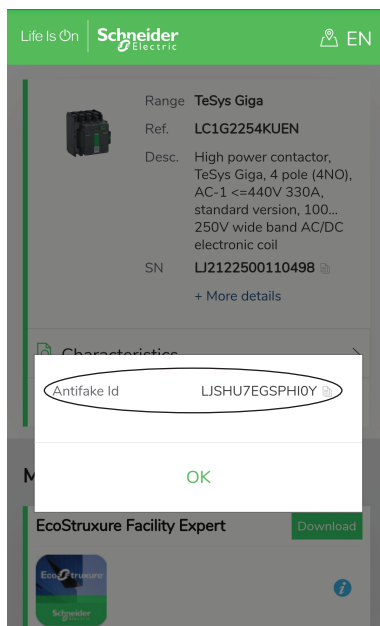 Life Is On | Schneider Electric
EN
Range TeSys Giga
Ref. LC1G2254KUEN
Desc. High power contactor,
TeSys Giga, 4 pole (4NO),
AC-1 <=440V 330A,
standard version, 100...
250V wide band AC/DC
electronic coil
SN LJ2122500110498
+ More details
Characteristics
Antifake Id LJSHU7EGSPHI0Y
OK
M
EcoStruxure Facility Expert
Download
EcoStruxure
Schneider